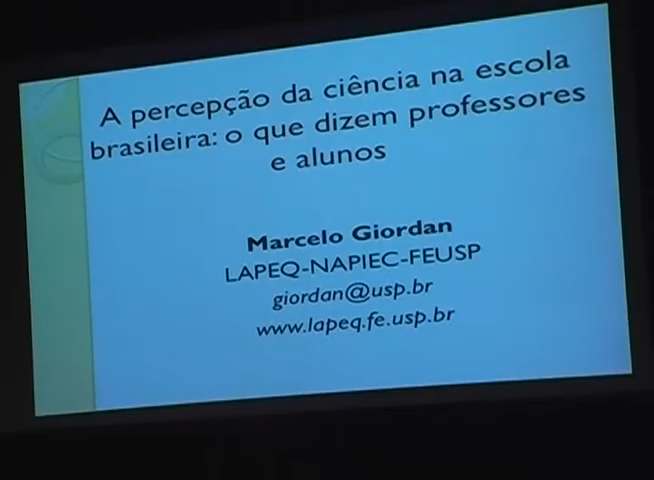 A percepção da ciência na escola
brasileira: o que dizem professores
e alunos
Marcelo Giordan
LAPEQ-NAPIEC-FEUSP
giordan@usp.br
www.lapeq.fe.usp.br